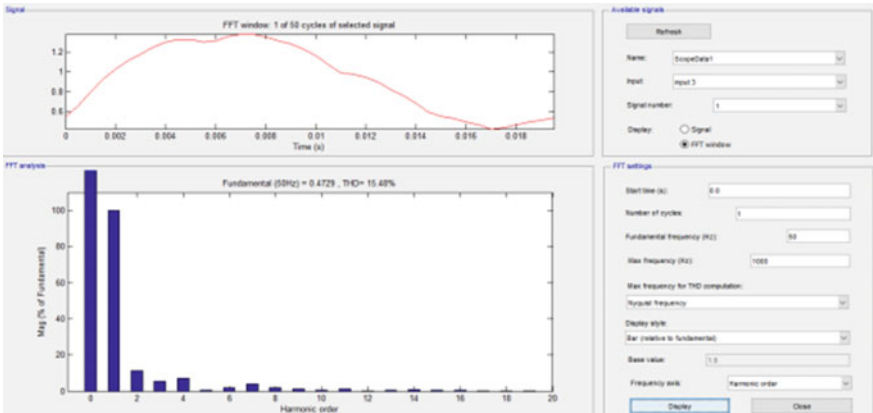 Signal
FFT window: 1 of 50 cycles of selected signal
1.2
1
0.8
0.6
0 0.002 0.004 0.006 0.008 0.01 0.012 0.014 0.016 0.018
Time (s)
FFT analysis
Fundamental (50Hz) = 0.4729 , THD= 15.48%
100
80
60
40
20
0
Mag (% of Fundamental)
0 2 4 6 8 10 12 14 16 18 20
Harmonic order
Available signals
Refresh
Name: ScopeData1
Input: input 3
Signal number: 1
Display: Signal
FFT window
FFT settings
Start time (s): 0.0
Number of cycles: 1
Fundamental frequency (Hz): 50
Max frequency (Hz): 1000
Max frequency for THD computation:
Nyquist frequency
Display style:
Bar (relative to fundamental)
Base value: 1.0
Frequency axis: Harmonic order
Display Close